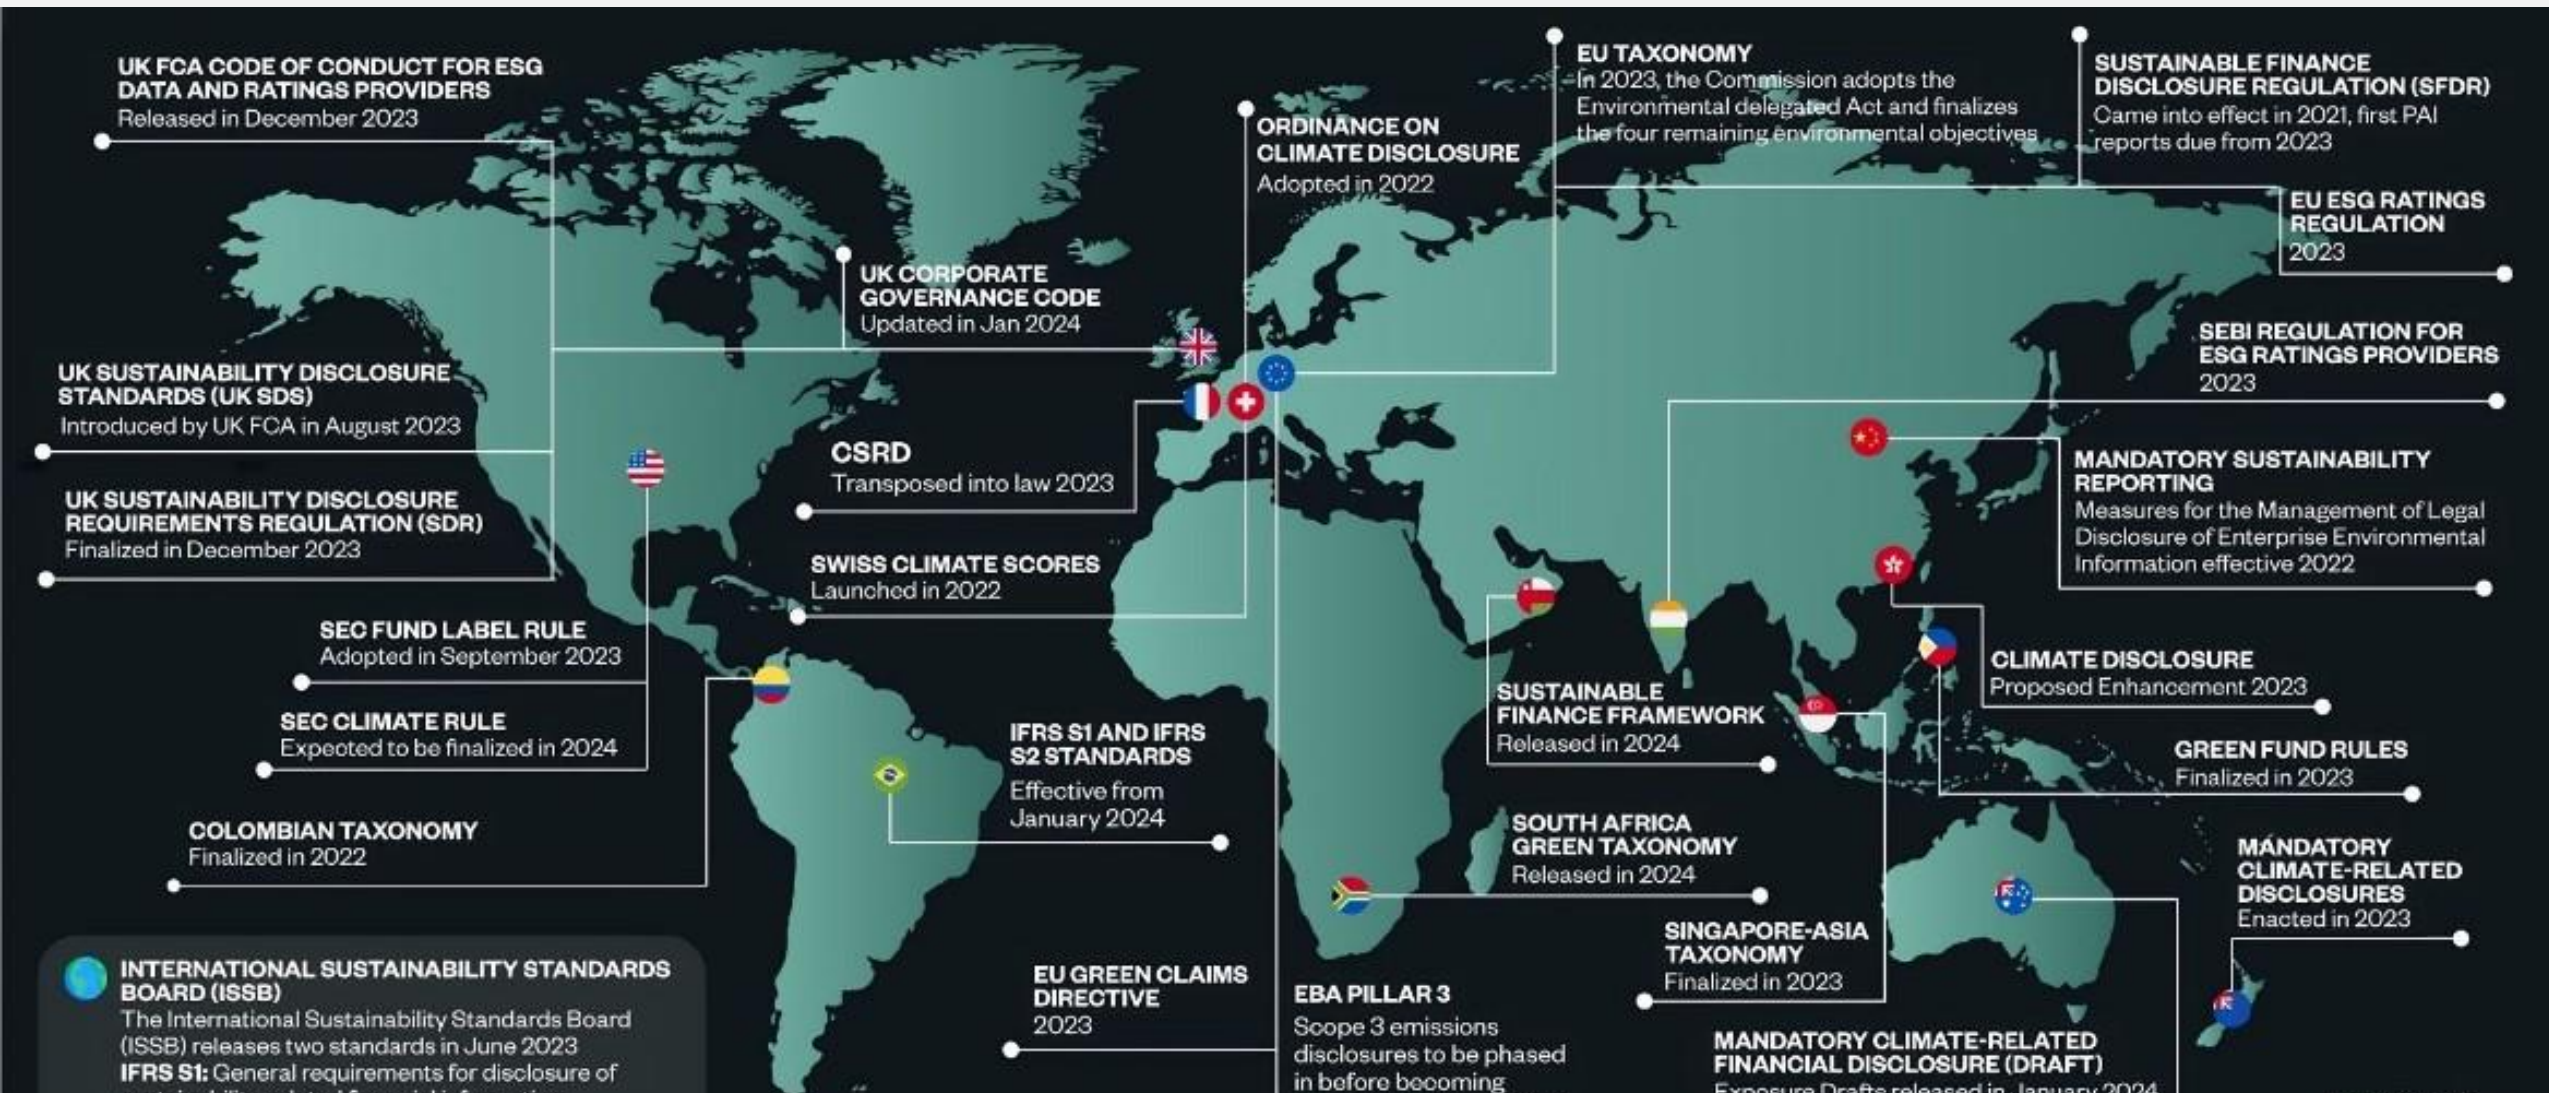 UK FCA CODE OF CONDUCT FOR ESG
DATA AND RATINGS PROVIDERS
Released in December 2023
UK SUSTAINABILITY DISCLOSURE
STANDARDS (UK SDS)
Introduced by UK FCA in August 2023
UK SUSTAINABILITY DISCLOSURE
REQUIREMENTS REGULATION (SDR)
Finalized in December 2023
SEC FUND LABEL RULE
Adopted in September 2023
SEC CLIMATE RULE
Expected to be finalized in 2024
COLOMBIAN TAXONOMY
Finalized in 2022
INTERNATIONAL SUSTAINABILITY STANDARDS
BOARD (ISSB)
The International Sustainability Standards Board
(ISSB) releases two standards in June 2023
IFRS S1: General requirements for disclosure of
UK CORPORATE
GOVERNANCE CODE
Updated in Jan 2024
CSRD
Transposed into law 2023
SWISS CLIMATE SCORES
Launched in 2022
IFRS S1 AND IFRS
S2 STANDARDS
Effective from
January 2024
EU GREEN CLAIMS
DIRECTIVE
2023
ORDINANCE ON
CLIMATE DISCLOSURE
Adopted in 2022
EU TAXONOMY
In 2023, the Commission adopts the
Environmental delegated Act and finalizes
the four remaining environmental objectives
SUSTAINABLE FINANCE
DISCLOSURE REGULATION (SFDR)
Came into effect in 2021, first PAI
reports due from 2023
EU ESG RATINGS
REGULATION
2023
SEBI REGULATION FOR
ESG RATINGS PROVIDERS
2023
MANDATORY SUSTAINABILITY
REPORTING
Measures for the Management of Legal
Disclosure of Enterprise Environmental
Information effective 2022
CLIMATE DISCLOSURE
Proposed Enhancement 2023
SUSTAINABLE
FINANCE FRAMEWORK
Released in 2024
GREEN FUND RULES
Finalized in 2023
SOUTH AFRICA
GREEN TAXONOMY
Released in 2024
MANDATORY
CLIMATE-RELATED
DISCLOSURES
Enacted in 2023
SINGAPORE-ASIA
TAXONOMY
Finalized in 2023
EBA PILLAR 3
Scope 3 emissions
disclosures to be phased
in before becoming
MANDATORY CLIMATE-RELATED
FINANCIAL DISCLOSURE (DRAFT)
Exposure Drafts released in January 2024